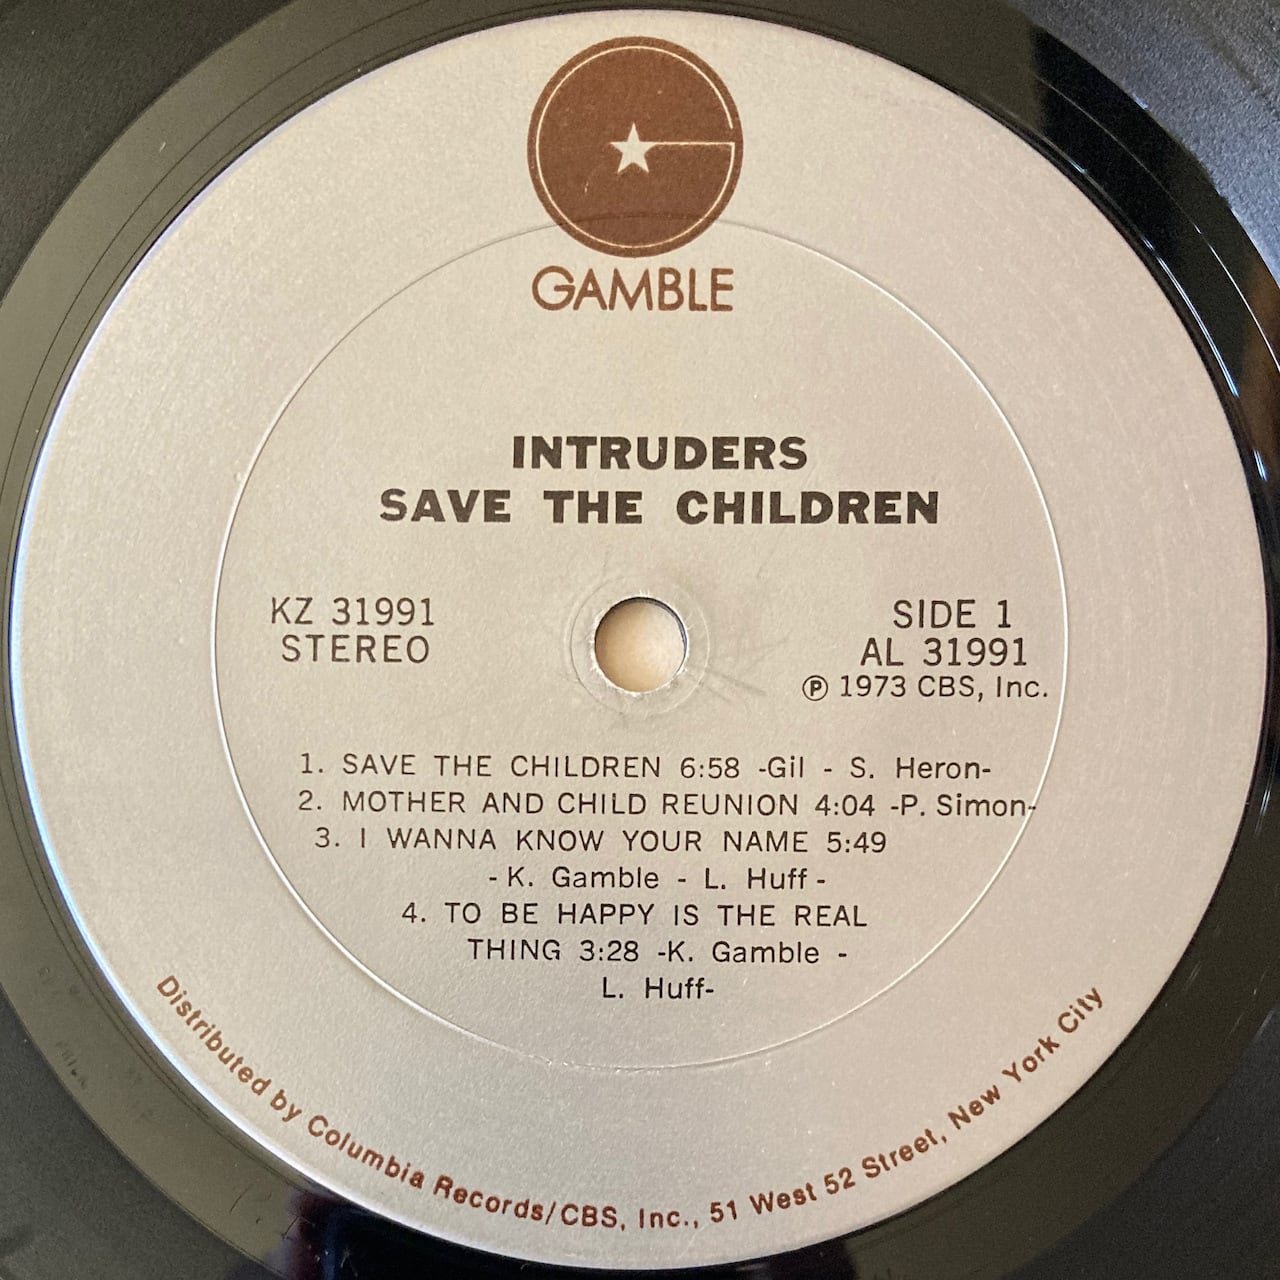 GAMBLE
INTRUDERS
SAVE THE CHILDREN
KZ 31991
STEREO
SIDE 1
AL 31991
Ⓟ 1973 CBS, Inc.
1. SAVE THE CHILDREN 6:58 -Gil - S. Heron-
2. MOTHER AND CHILD REUNION 4:04 -P. Simon-
3. I WANNA KNOW YOUR NAME 5:49
- K. Gamble - L. Huff -
4. TO BE HAPPY IS THE REAL
THING 3:28 -K. Gamble -
L. Huff-
Distributed by Columbia Records/CBS, Inc., 51 West 52 Street, New York City